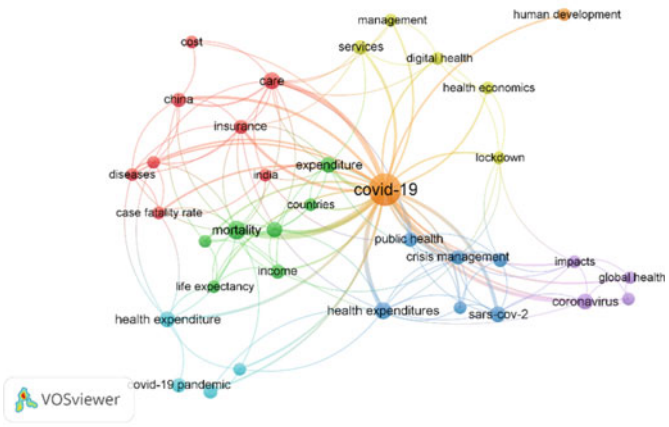 human development
management
services
cost
digital health
care
health economics
china
insurance
lockdown
expenditure
diseases
india
covid-19
countries
case fatality rate
mortality
public health
crisis management
impacts
income
global health
life expectancy
coronavirus
health expenditure
health expenditures
sars-cov-2
covid-19 pandemic
VOSviewer